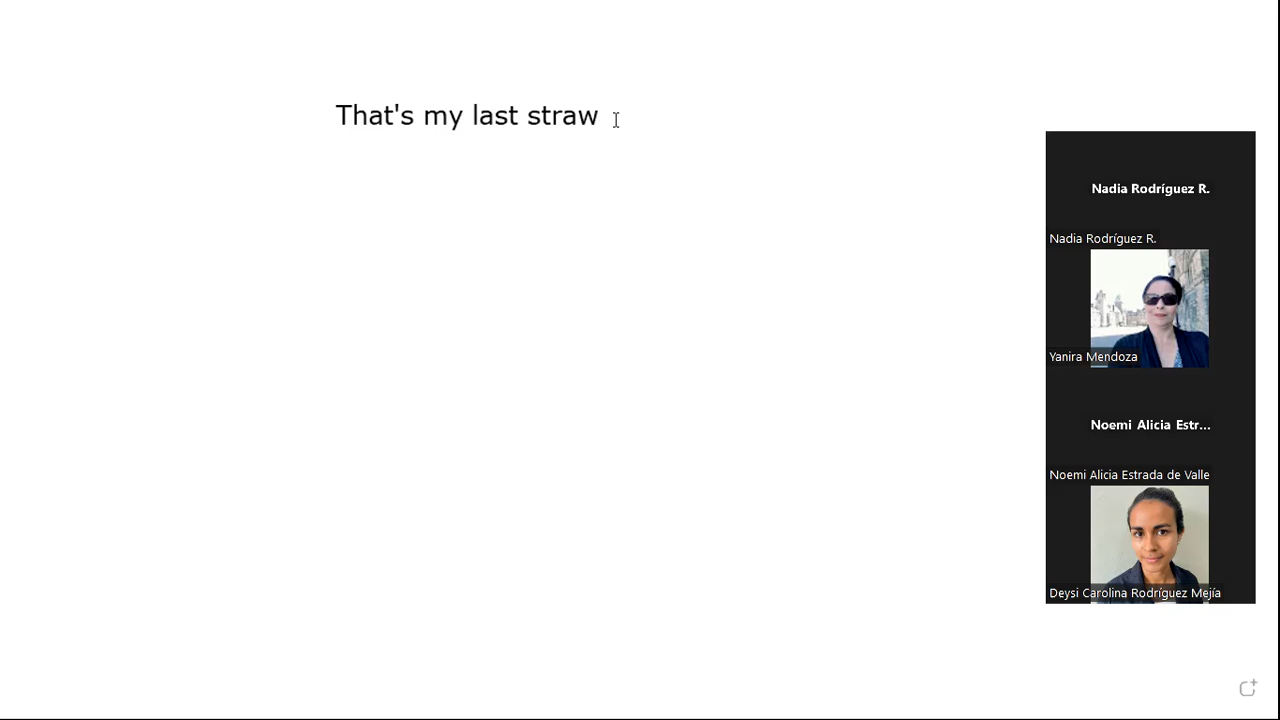 That's my last straw
Nadia Rodríguez R.
Nadia Rodríguez R.
Yanira Mendoza
Noemi Alicia Estr...
Noemi Alicia Estrada de Valle
Deysi Carolina Rodríguez Mejía